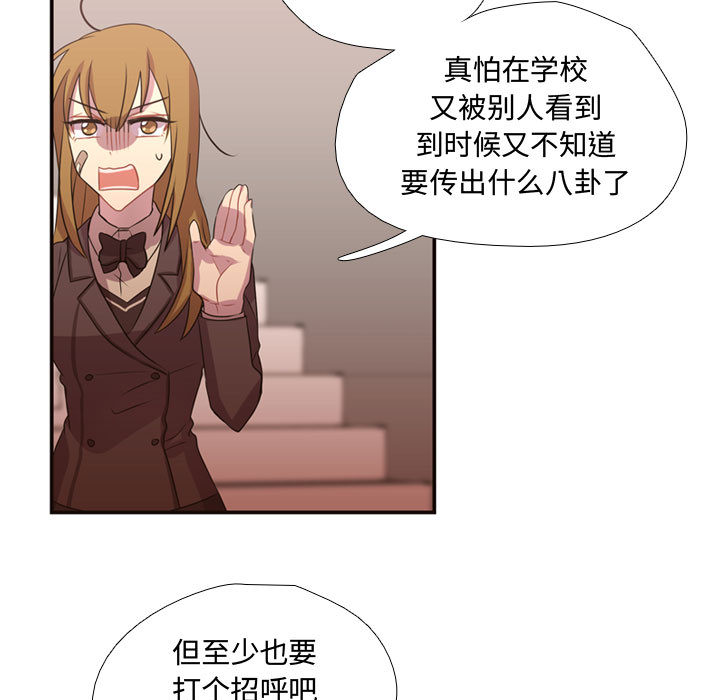 真怕在学校
又被别人看到
到时候又不知道
要传出什么八卦了
但至少也要
打个招呼吧